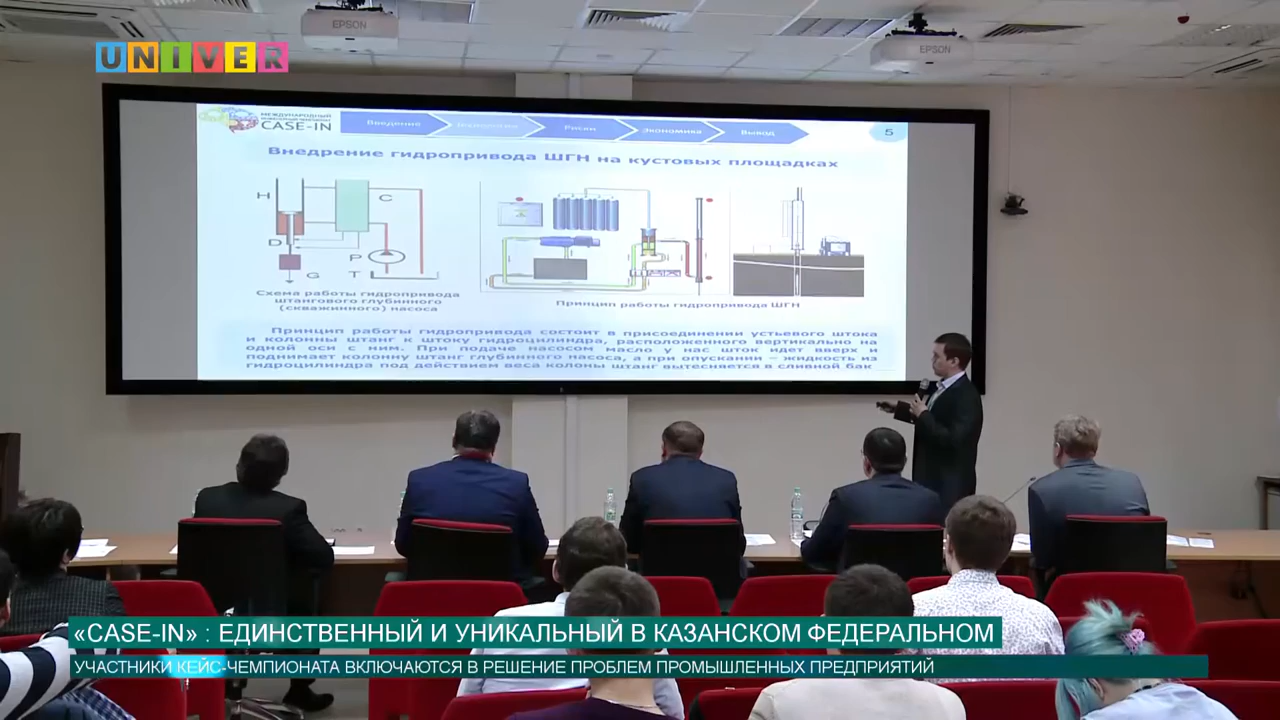 EPSON
EPSON
UNIVER
МЕЖДУНАРОДНЫЙ
CASE-IN
Введение
Риски
Экономика
Вывод
5
Внедрение гидропривода ШГН на кустовых площадках
H
C
D
P
G
T
Схема работы гидропривода
штангового глубинного
(скважинного) насоса
Принцип работы гидропривода ШГН
Принцип работы гидропривода состоит в присоединении устьевого штока
и колонны штанг к штоку гидроцилиндра, расположенного вертикально на
одной оси с ним. При подаче насосом масло у нас шток идет вверх и
поднимает колонну штанг глубинного насоса, а при опускании – жидкость из
гидроцилиндра под действием веса колоны штанг вытесняется в сливной бак
«CASE-IN» : ЕДИНСТВЕННЫЙ И УНИКАЛЬНЫЙ В КАЗАНСКОМ ФЕДЕРАЛЬНОМ
УЧАСТНИКИ КЕЙС-ЧЕМПИОНАТА ВКЛЮЧАЮТСЯ В РЕШЕНИЕ ПРОБЛЕМ ПРОМЫШЛЕННЫХ ПРЕДПРИЯТИЙ